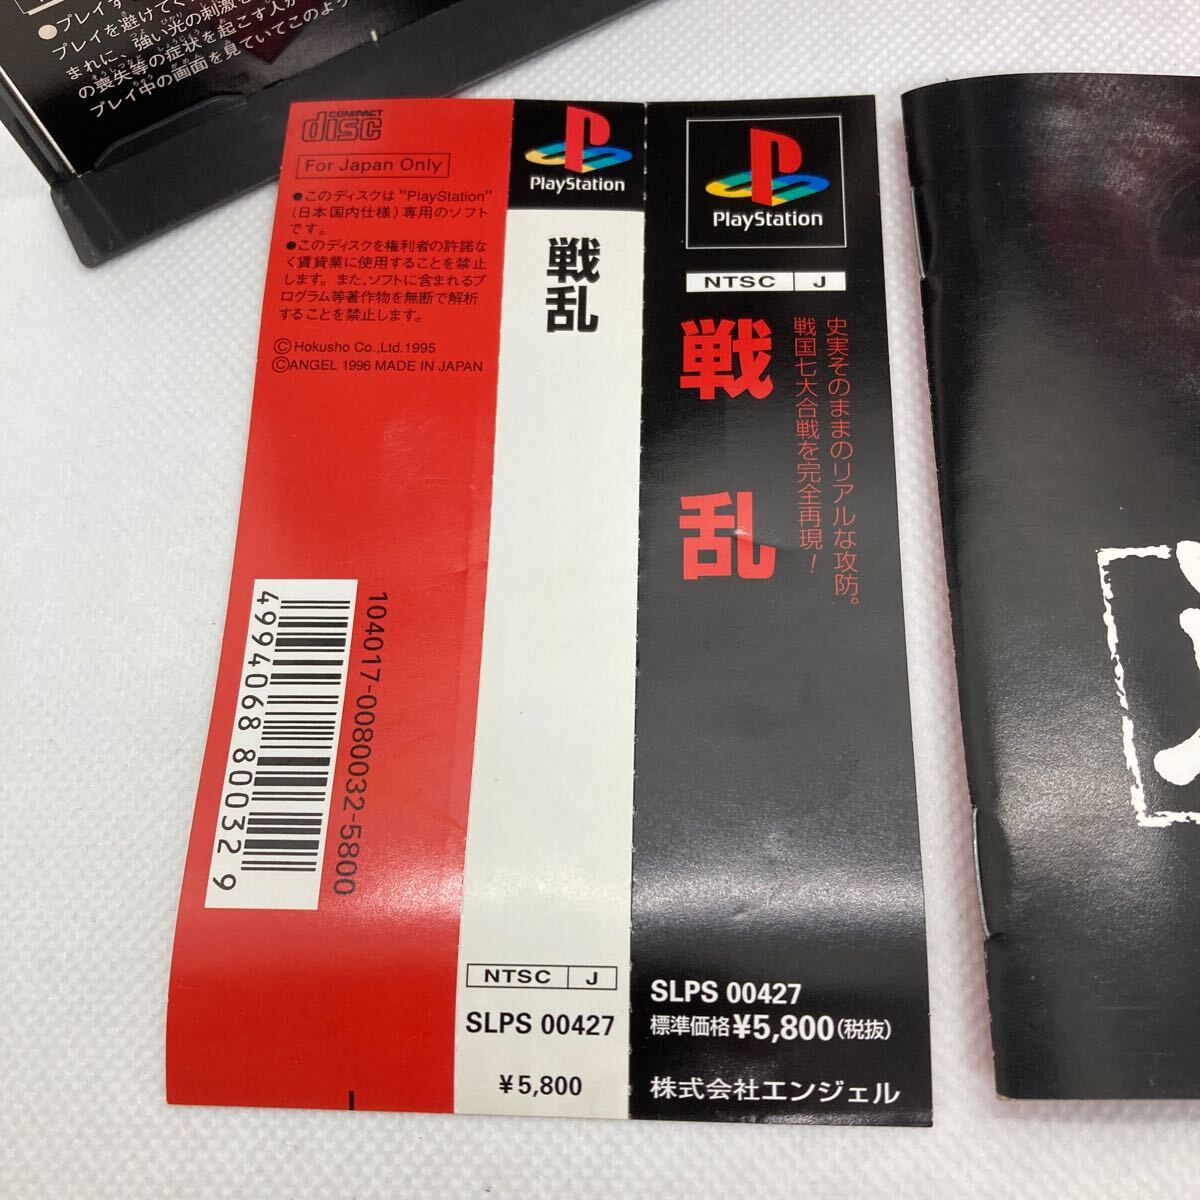 ●プレイす
プレイを避けてく
まれに、強い光の刺激
の喪失等の症状を起こす人が
プレイ中の画面を見ていてこのよう
COMPACT
disc
For Japan Only
●このディスクは"PlayStation"
(日本国内仕様)専用のソフト
です。
●このディスクを権利者の許諾な
く賃貸業に使用することを禁止
します。また、ソフトに含まれるプ
ログラム等著作物を無断で解析
することを禁止します。
©Hokusho Co.,Ltd.1995
©ANGEL 1996 MADE IN JAPAN
104017-0080032-5800
4994068800329
PlayStation
戦乱
NTSC J
SLPS 00427
¥5,800
PlayStation
NTSC J
史実そのままのリアルな攻防。
戦国七大合戦を完全再現!
戦乱
SLPS 00427
標準価格¥5,800(税抜)
株式会社エンジェル